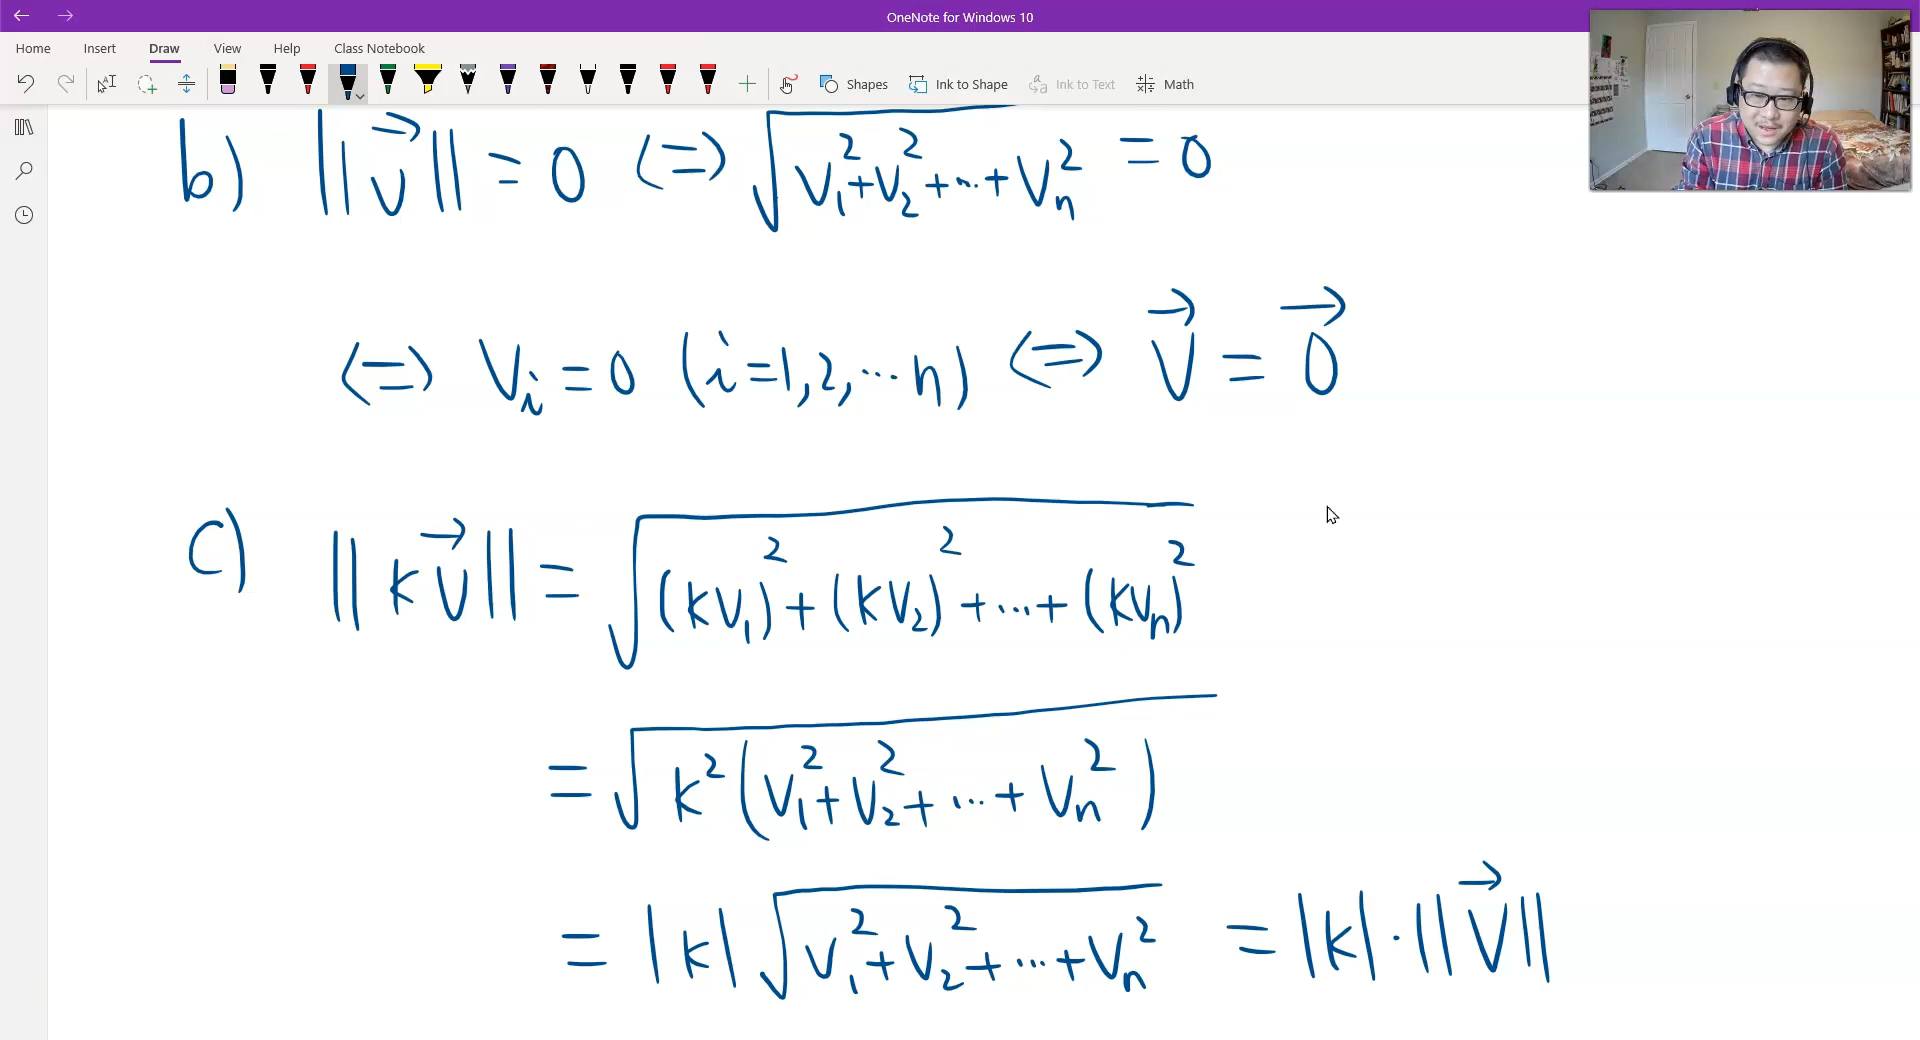 OneNote for Windows 10
Home Insert Draw View Help Class Notebook
Shapes Ink to Shape Ink to Text Math
b) ||v⃗|| = 0 <=> √(v₁²+v₂²+...+vₙ²) = 0
<=> vᵢ = 0 (i=1,2,...n) <=> v⃗ = 0⃗
c) ||kv⃗|| = √((kv₁)²+(kv₂)²+...+(kvₙ)²)
= √(k²(v₁²+v₂²+...+vₙ²))
= |k|√(v₁²+v₂²+...+vₙ²) = |k|·||v⃗||